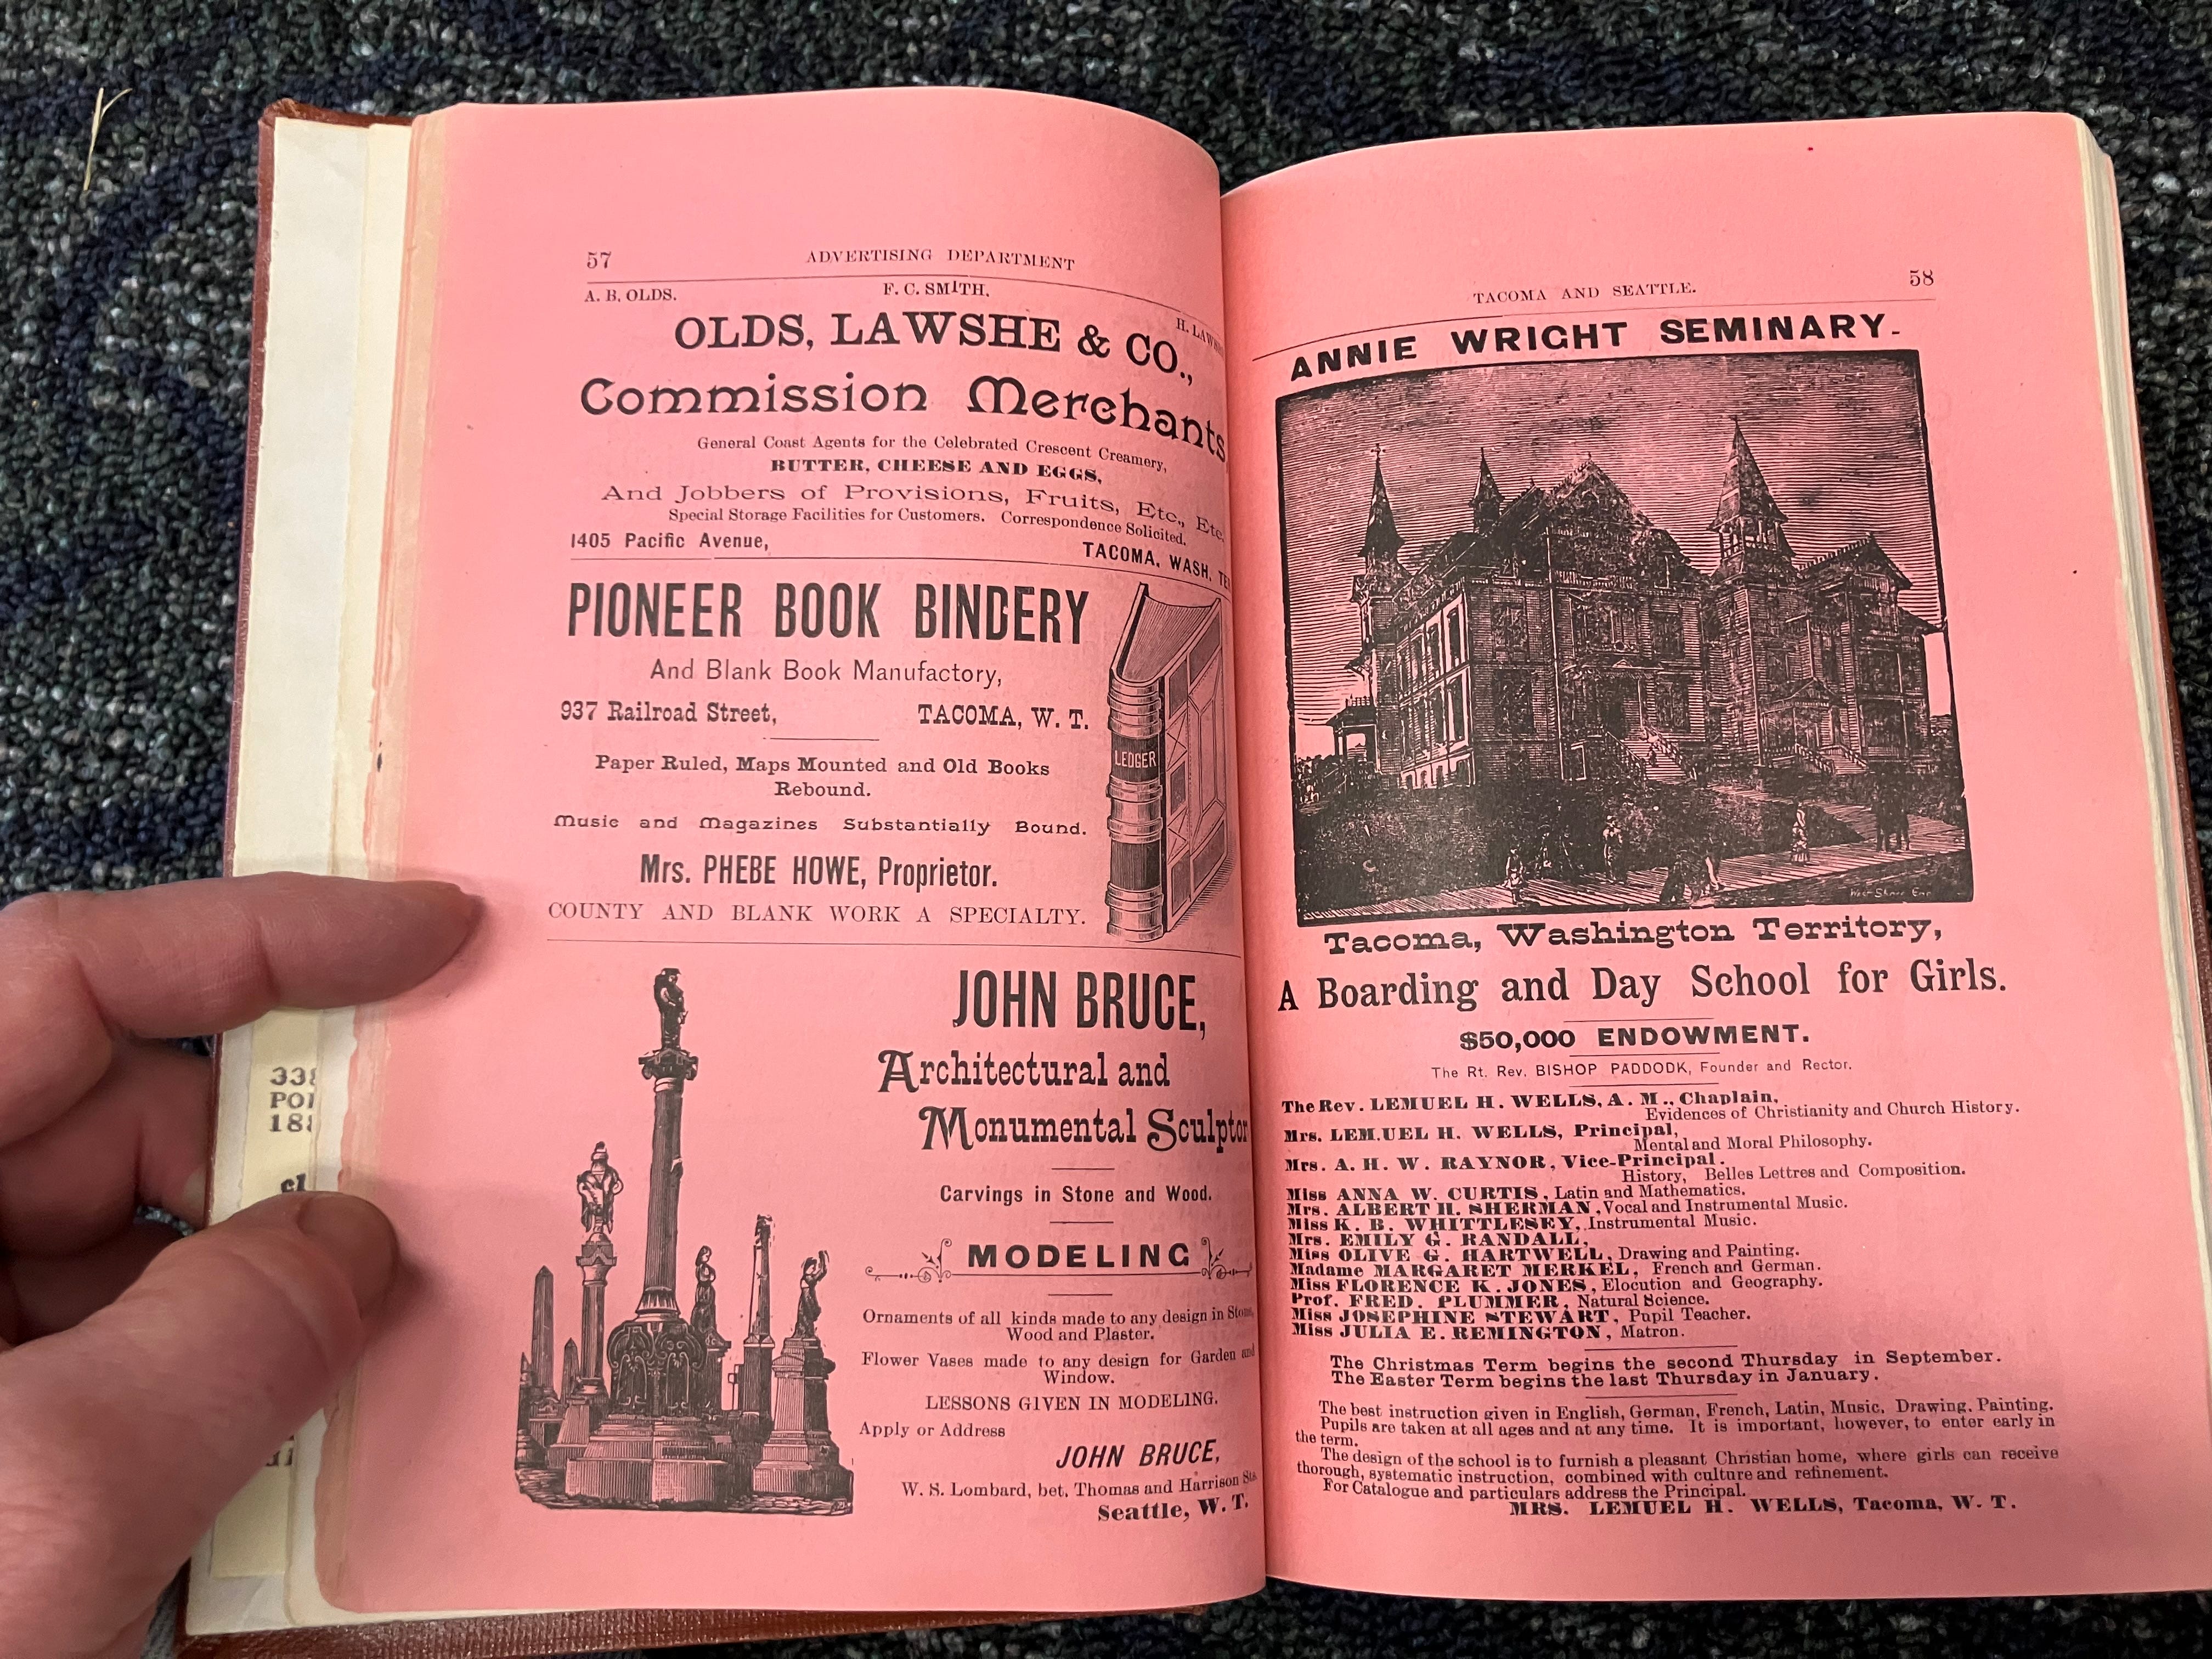 57 ADVERTISING DEPARTMENT
A. B. OLDS. F. C. SMITH.
OLDS, LAWSHE & CO.,
Commission Merchants
General Coast Agents for the Celebrated Crescent Creamery,
BUTTER, CHEESE AND EGGS,
And Jobbers of Provisions, Fruits, Etc., Etc.
Special Storage Facilities for Customers. Correspondence Solicited.
1405 Pacific Avenue, TACOMA, WASH.
PIONEER BOOK BINDERY
And Blank Book Manufactory,
937 Railroad Street, TACOMA, W. T.
Paper Ruled, Maps Mounted and Old Books
Rebound.
Music and Magazines Substantially Bound.
Mrs. PHEBE HOWE, Proprietor.
COUNTY AND BLANK WORK A SPECIALTY.
LEDGER
JOHN BRUCE,
Architectural and
Monumental Sculptor
Carvings in Stone and Wood.
MODELING
Ornaments of all kinds made to any design in Stone,
Wood and Plaster.
Flower Vases made to any design for Garden and
Window.
LESSONS GIVEN IN MODELING.
Apply or Address
JOHN BRUCE,
W. S. Lombard, bet. Thomas and Harrison Sts.
Seattle, W. T.
TACOMA AND SEATTLE. 58
ANNIE WRIGHT SEMINARY.
West Shore Eng
Tacoma, Washington Territory,
A Boarding and Day School for Girls.
$50,000 ENDOWMENT.
The Rt. Rev. BISHOP PADDODK, Founder and Rector.
The Rev. LEMUEL H. WELLS, A. M., Chaplain,
Evidences of Christianity and Church History.
Mrs. LEM.UEL H. WELLS, Principal,
Mental and Moral Philosophy.
Mrs. A. H. W. RAYNOR, Vice-Principal.
History, Belles Lettres and Composition.
Miss ANNA W. CURTIS, Latin and Mathematics.
Mrs. ALBERT H. SHERMAN, Vocal and Instrumental Music.
Miss K. B. WHITTLESEY, Instrumental Music.
Mrs. EMILY G. RANDALL,
Miss OLIVE G. HARTWELL, Drawing and Painting.
Madame MARGARET MERKEL, French and German.
Miss FLORENCE K. JONES, Elocution and Geography.
Prof. FRED. PLUMMER, Natural Science.
Miss JOSEPHINE STEWART, Pupil Teacher.
Miss JULIA E. REMINGTON, Matron.
The Christmas Term begins the second Thursday in September.
The Easter Term begins the last Thursday in January.
The best instruction given in English, German, French, Latin, Music, Drawing, Painting.
Pupils are taken at all ages and at any time. It is important, however, to enter early in
the term.
The design of the school is to furnish a pleasant Christian home, where girls can receive
thorough, systematic instruction, combined with culture and refinement.
For Catalogue and particulars address the Principal.
MRS. LEMUEL H. WELLS, Tacoma, W. T.